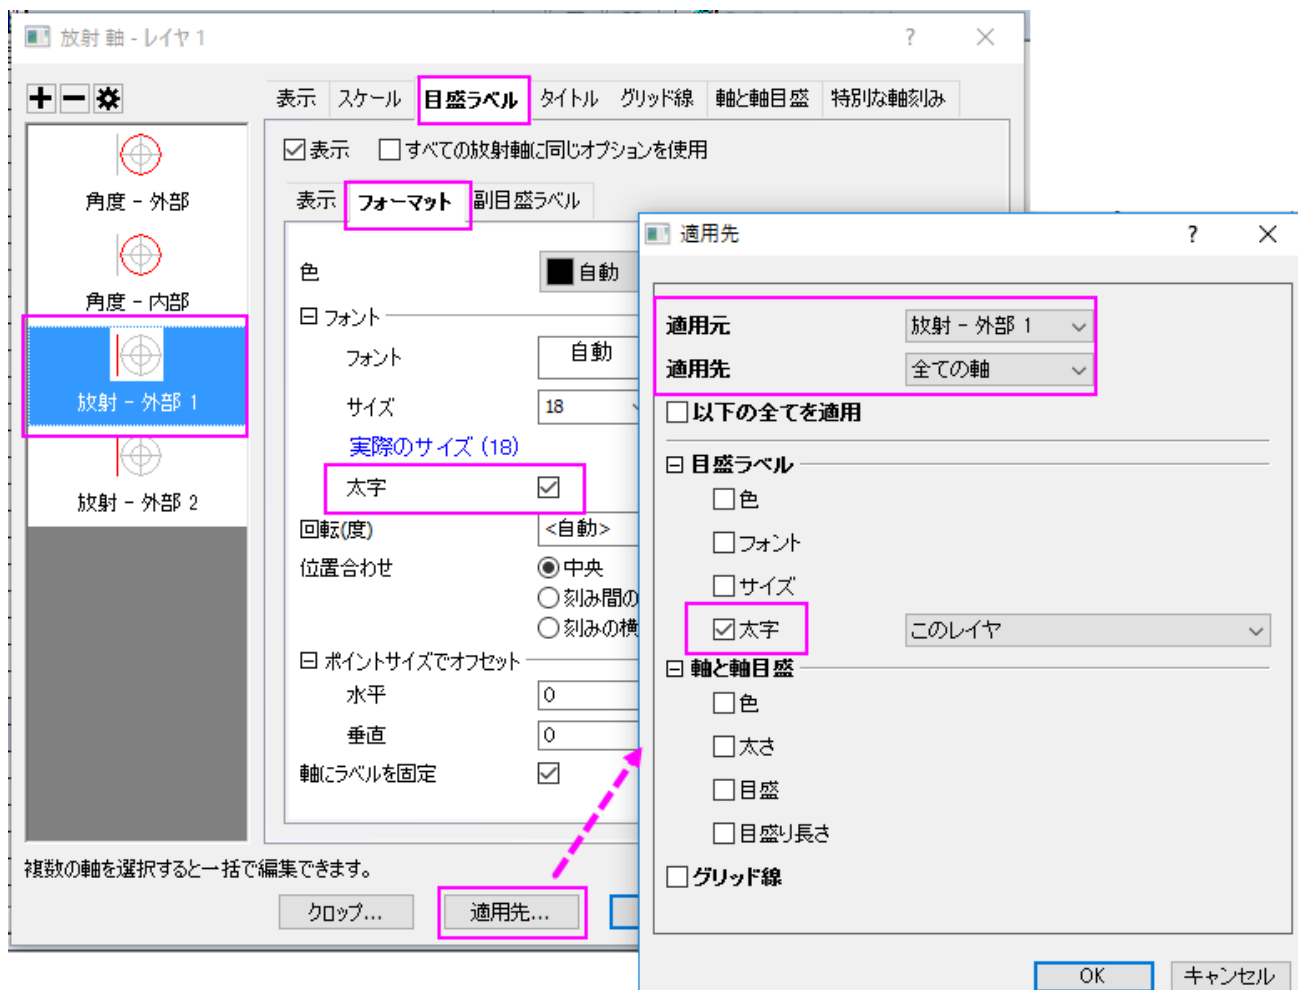 放射 軸 - レイヤ 1
?
表示 スケール 目盛ラベル タイトル グリッド線 軸と軸目盛 特別な軸刻み
表示 すべての放射軸に同じオプションを使用
角度 - 外部
角度 - 内部
放射 - 外部 1
放射 - 外部 2
表示 フォーマット 副目盛ラベル
色 自動
フォント
フォント 自動
サイズ 18
実際のサイズ (18)
太字
回転(度) <自動>
位置合わせ 中央
刻み間の
刻みの横
ポイントサイズでオフセット
水平 0
垂直 0
軸にラベルを固定
複数の軸を選択すると一括で編集できます。
クロップ... 適用先...
適用先 ?
適用元 放射 - 外部 1
適用先 全ての軸
以下の全てを適用
目盛ラベル
色
フォント
サイズ
太字 このレイヤ
軸と軸目盛
色
太さ
目盛
目盛り長さ
グリッド線
OK キャンセル